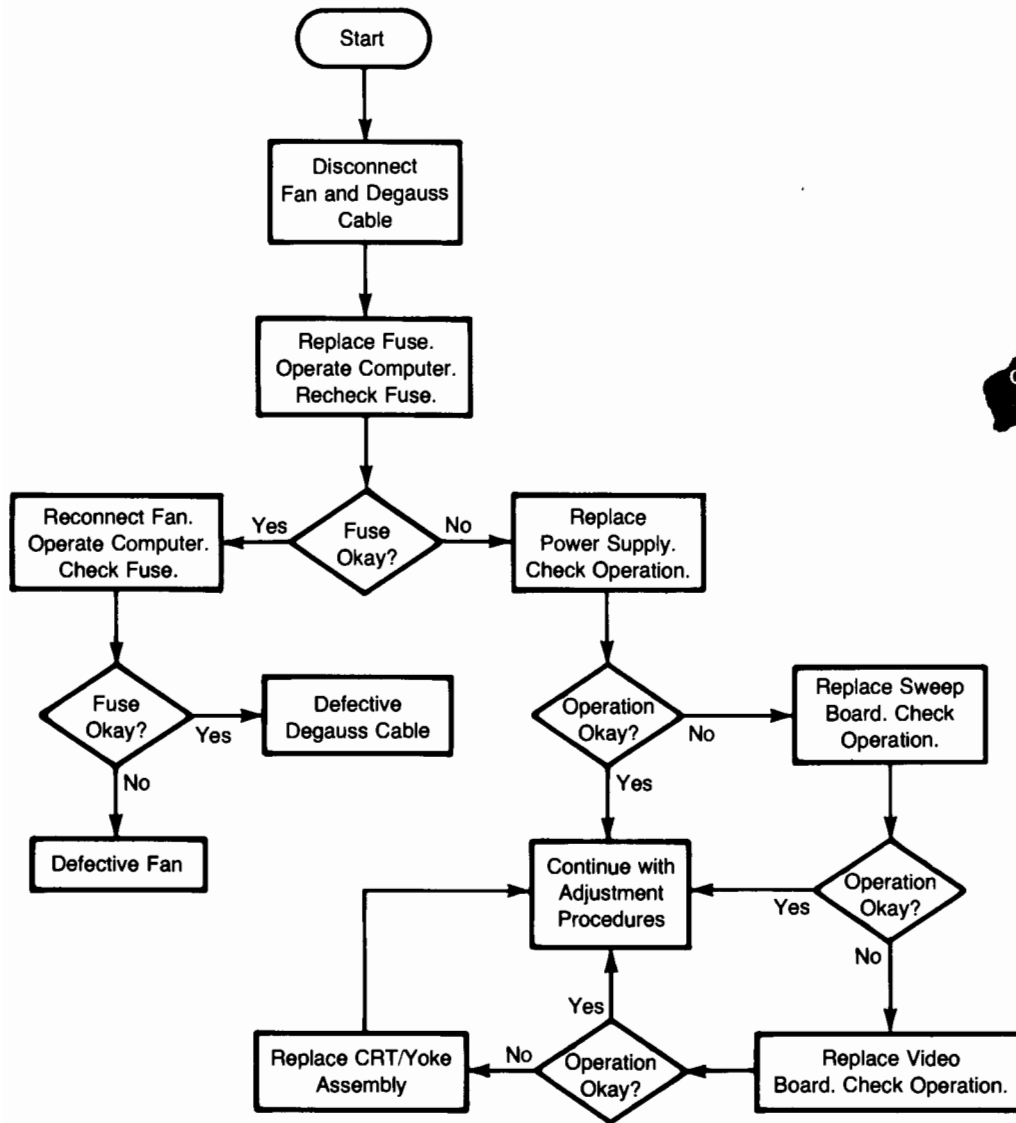 Start
Disconnect
Fan and Degauss
Cable
Replace Fuse.
Operate Computer.
Recheck Fuse.
Fuse
Okay?
Yes
No
Reconnect Fan.
Operate Computer.
Check Fuse.
Replace
Power Supply.
Check Operation.
Fuse
Okay?
Yes
No
Defective
Degauss Cable
Defective Fan
Operation
Okay?
No
Yes
Replace Sweep
Board. Check
Operation.
Continue with
Adjustment
Procedures
Operation
Okay?
Yes
No
Replace Video
Board. Check Operation.
Operation
Okay?
Yes
No
Replace CRT/Yoke
Assembly